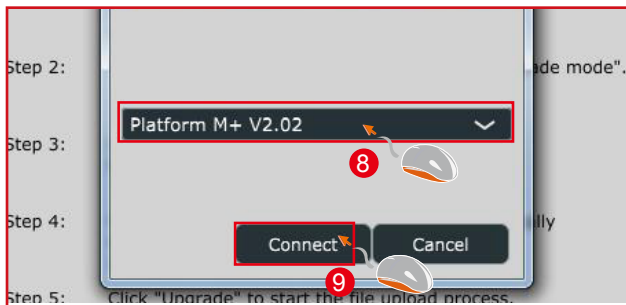 Step 2:
ade mode".
Platform M+ V2.02
8
Step 3:
Step 4:
lly
Connect
Cancel
9
Step 5:
Click "Upgrade" to start the file upload process.